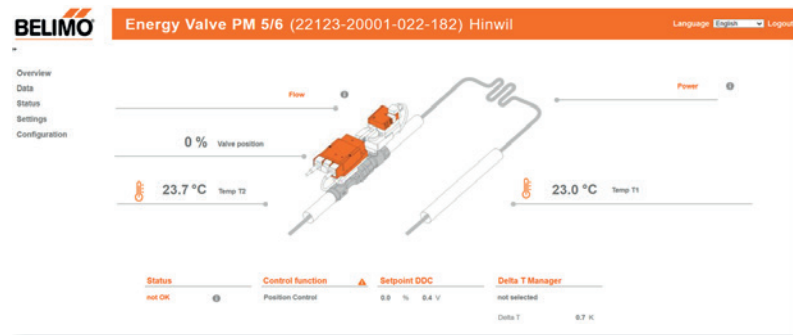 BELIMO
Energy Valve PM 5/6 (22123-20001-022-182) Hinwil
Language English Logout
Overview
Data
Status
Settings
Configuration
Flow
Power
0 % Valve position
23.7 °C Temp T2
23.0 °C Temp T1
Status Control function Setpoint DDC Delta T Manager
not OK Position Control 0.0 % 0.4 V not selected
Delta T 0.7 K